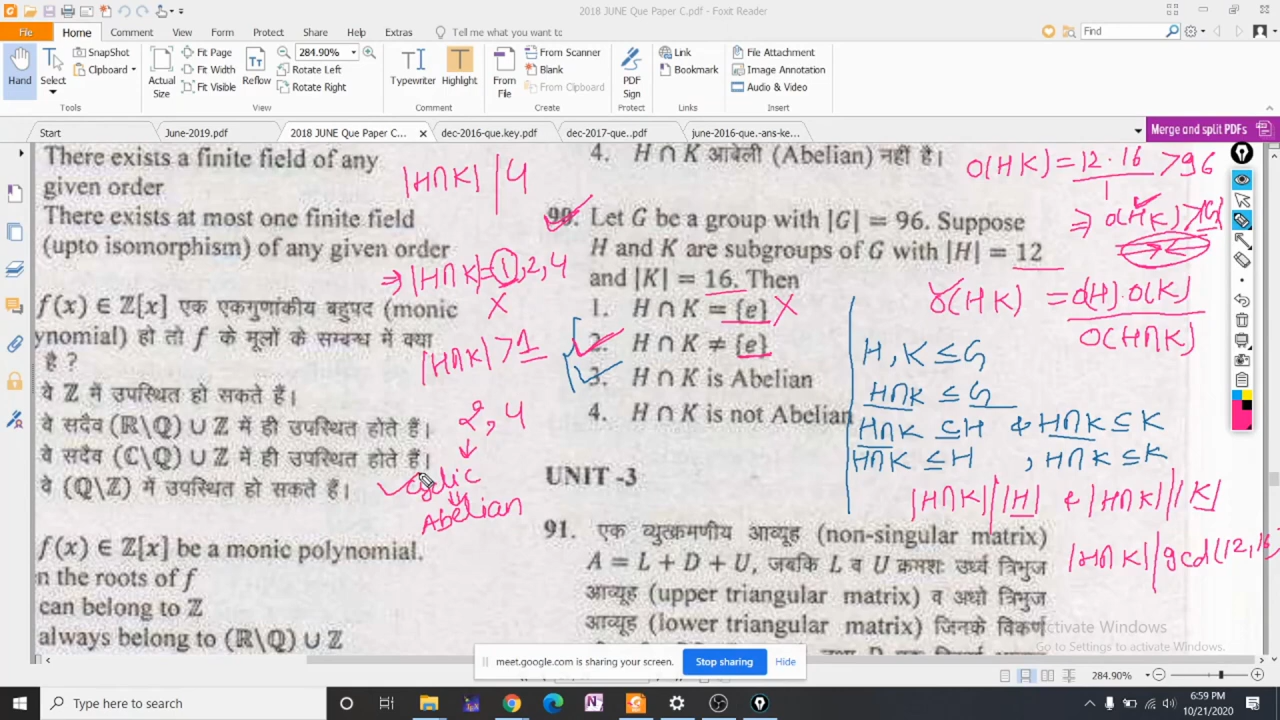 2018 JUNE Que Paper C.pdf - Foxit Reader
File Home Comment View Form Protect Share Help Extras Tell me what you want t Find
Hand Select SnapShot Clipboard Actual Size Fit Page Fit Width Fit Visible Reflow 284.90% Rotate Left Rotate Right Typewriter Highlight From File From Scanner Blank From Clipboard PDF Sign Link Bookmark File Attachment Image Annotation Audio & Video
Tools View Comment Create Protect Links Insert
Start June-2019.pdf 2018 JUNE Que Paper C... dec-2016-que.key.pdf dec-2017-que..pdf june-2016-que.-ans-ke... Merge and split PDFs
There exists a finite field of any
given order
There exists at most one finite field
(upto isomorphism) of any given order
f(x) ∈ ℤ[x] एक एकगुणांकीय बहुपद (monic
ynomial) हो तो f के मूलों के सम्बन्ध में क्या
है ?
वे ℤ में उपस्थित हो सकते हैं।
वे सदैव (ℝ\ℚ) ∪ ℤ में ही उपस्थित होते हैं।
वे सदैव (ℂ\ℚ) ∪ ℤ में ही उपस्थित होते हैं।
वे (ℚ\ℤ) में उपस्थित हो सकते हैं।
f(x) ∈ ℤ[x] be a monic polynomial.
n the roots of f
can belong to ℤ
always belong to (ℝ\ℚ) ∪ ℤ
|H∩K| | 4
⇒ |H∩K| = 1, 2, 4
X
|H∩K| > 1
2, 4
↓
cyclic
⇓
Abelian
4. H ∩ K आबेली (Abelian) नहीं है।
90. Let G be a group with |G| = 96. Suppose
H and K are subgroups of G with |H| = 12
and |K| = 16. Then
1. H ∩ K = {e} X
2. H ∩ K ≠ {e}
3. H ∩ K is Abelian
4. H ∩ K is not Abelian
UNIT -3
91. एक व्युत्क्रमणीय आव्यूह (non-singular matrix)
A = L + D + U, जबकि L व U क्रमशः उर्ध्व त्रिभुज
आव्यूह (upper triangular matrix) व अधो त्रिभुज
आव्यूह (lower triangular matrix) जिनके विकर्ण
O(HK) = 12 · 16 > 96
1
⇒ O(HK) > |G|
O(HK) = O(H) · O(K)
O(H∩K)
H, K ≤ G
H∩K ≤ G
H∩K ⊆ H & H∩K ⊆ K
H∩K ≤ H , H∩K ≤ K
|H∩K| | |H| & |H∩K| | |K|
|H∩K| | gcd(12, 16)
Activate Windows
Go to Settings to activate Windows.
meet.google.com is sharing your screen. Stop sharing Hide
284.90%
Type here to search
6:59 PM
10/21/2020